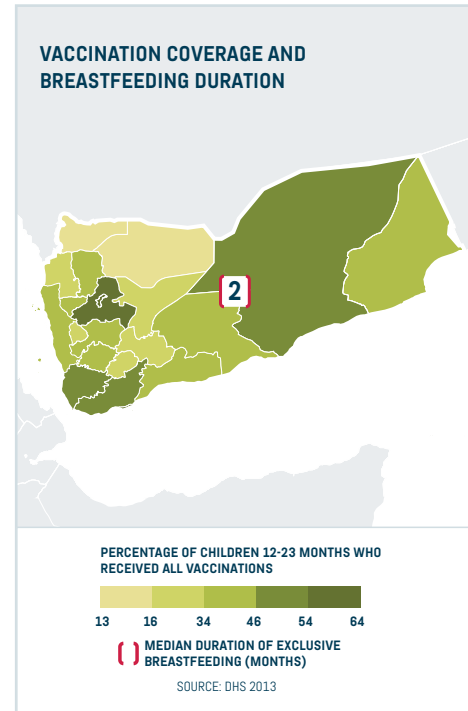 VACCINATION COVERAGE AND
BREASTFEEDING DURATION
2
PERCENTAGE OF CHILDREN 12-23 MONTHS WHO
RECEIVED ALL VACCINATIONS
13 16 34 46 54 64
MEDIAN DURATION OF EXCLUSIVE
BREASTFEEDING (MONTHS)
SOURCE: DHS 2013